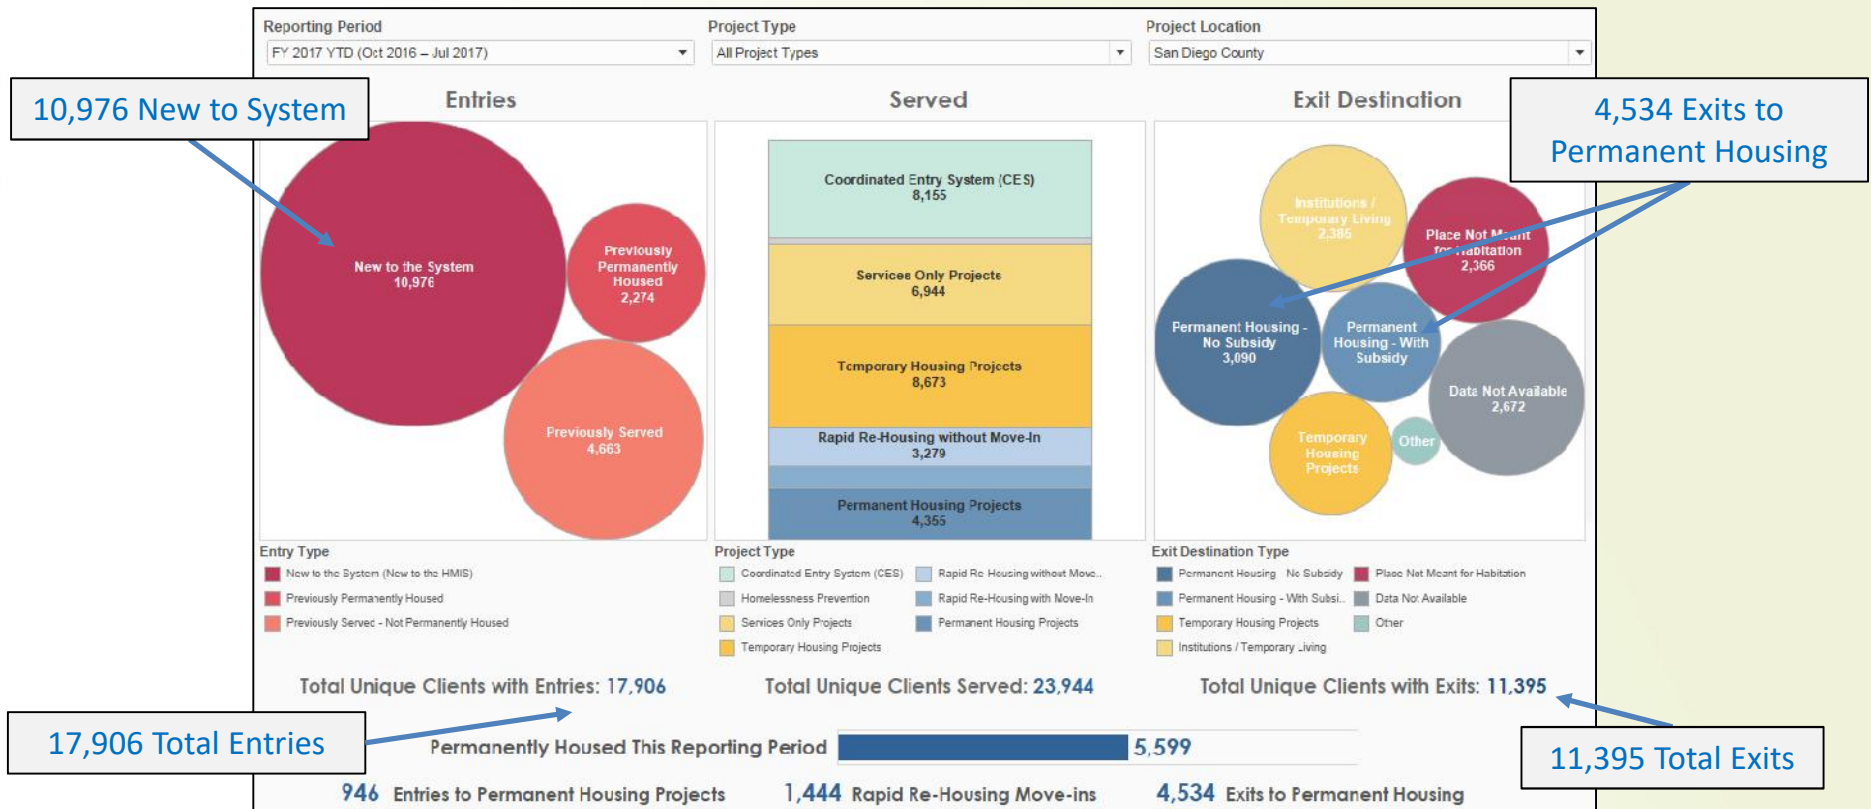 Reporting Period
FY 2017 YTD (Oct 2016 – Jul 2017)
Project Type
All Project Types
Project Location
San Diego County
10,976 New to System
4,534 Exits to
Permanent Housing
Entries
New to the System
10,976
Previously
Permanently
Housed
2,274
Previously Served
4,663
Served
Coordinated Entry System (CES)
8,155
Services Only Projects
6,944
Temporary Housing Projects
8,673
Rapid Re-Housing without Move-In
3,279
Permanent Housing Projects
4,355
Exit Destination
Institutions /
Temporary Living
2,385
Place Not Meant
for Habitation
2,366
Permanent Housing -
No Subsidy
3,090
Permanent
Housing - With
Subsidy
Data Not Available
2,672
Temporary
Housing
Projects
Other
Entry Type
New to the System (New to the HMIS)
Previously Permanently Housed
Previously Served - Not Permanently Housed
Project Type
Coordinated Entry System (CES)
Homelessness Prevention
Services Only Projects
Temporary Housing Projects
Rapid Re-Housing without Move..
Rapid Re-Housing with Move-In
Permanent Housing Projects
Exit Destination Type
Permanent Housing - No Subsidy
Permanent Housing - With Subsi..
Temporary Housing Projects
Institutions / Temporary Living
Place Not Meant for Habitation
Data Not Available
Other
Total Unique Clients with Entries: 17,906
Total Unique Clients Served: 23,944
Total Unique Clients with Exits: 11,395
17,906 Total Entries
11,395 Total Exits
Permanently Housed This Reporting Period 5,599
946 Entries to Permanent Housing Projects
1,444 Rapid Re-Housing Move-ins
4,534 Exits to Permanent Housing